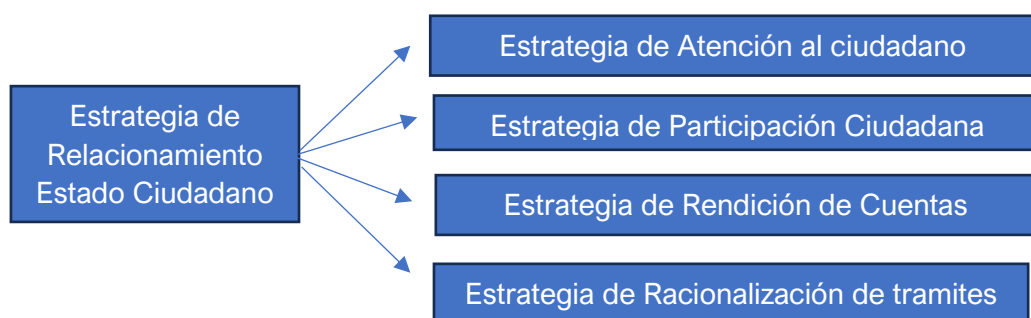 Estrategia de
Relacionamiento
Estado Ciudadano
Estrategia de Atención al ciudadano
Estrategia de Participación Ciudadana
Estrategia de Rendición de Cuentas
Estrategia de Racionalización de tramites